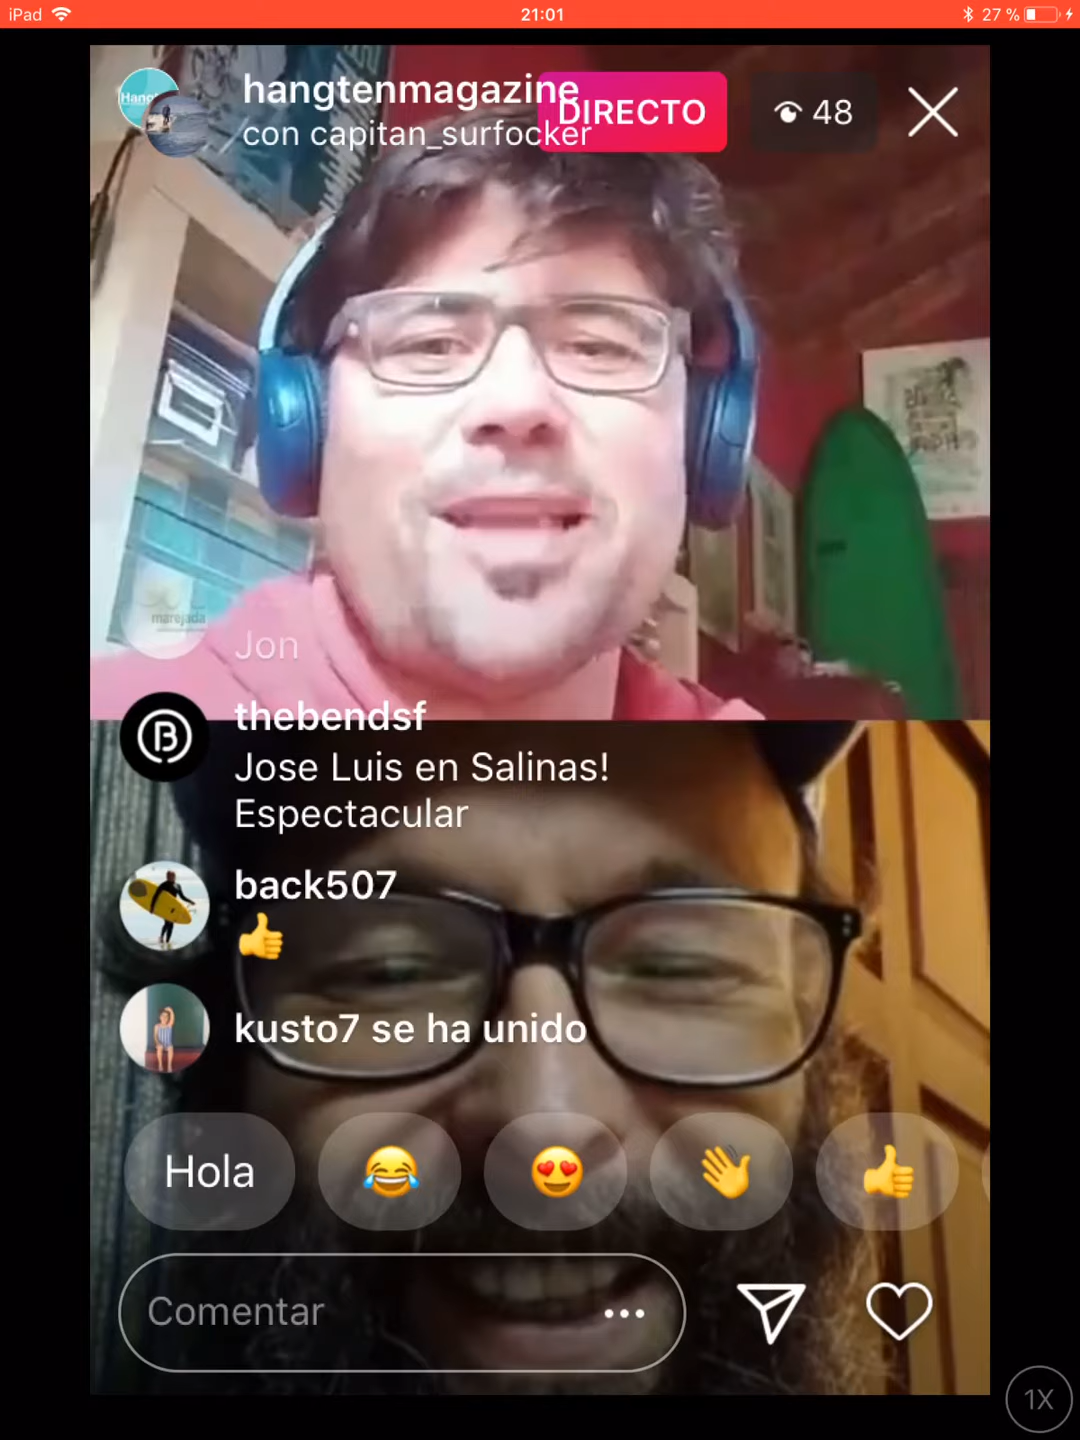 iPad
21:01
27 %
hangtenmagazine
con capitan_surfocker
DIRECTO
48
marejada
Jon
thebendsf
Jose Luis en Salinas!
Espectacular
back507
kusto7 se ha unido
Hola
Comentar
1X